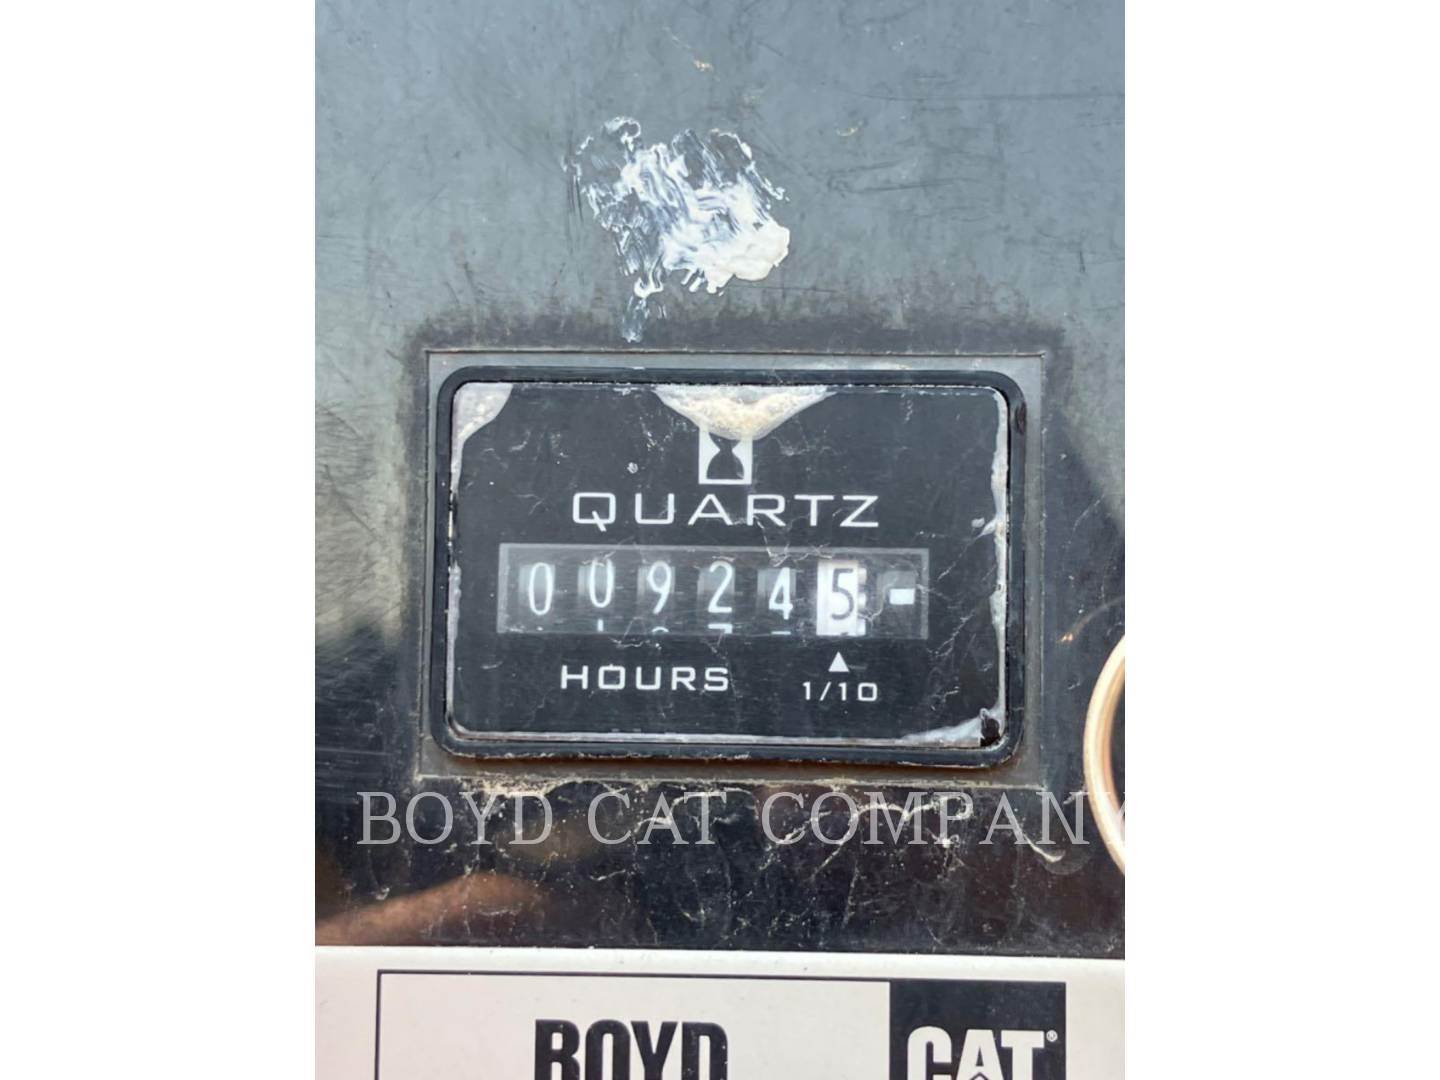 QUARTZ
009245
HOURS
1/10
BOYD CAT COMPANY
BOYD
CAT®